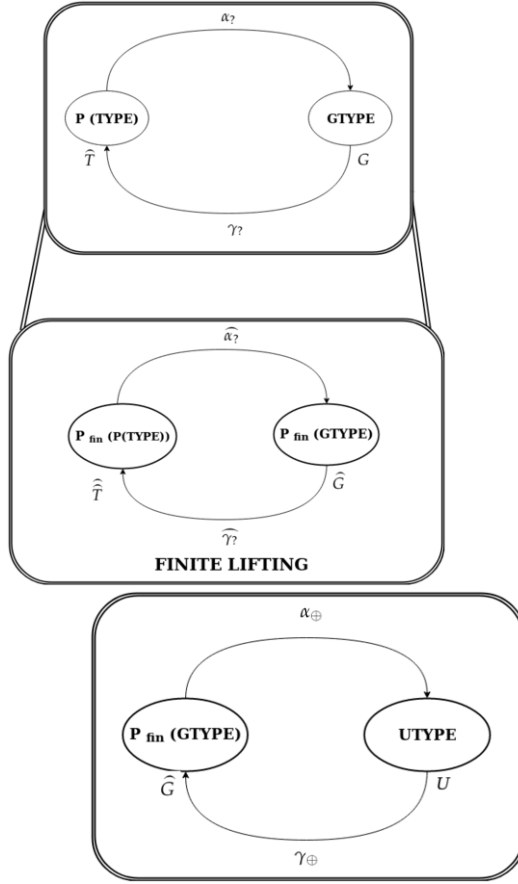 α?
P (TYPE) GTYPE
T̂ G
γ?
α̂?
P fin (P(TYPE)) P fin (GTYPE)
T̂̂ Ĝ
γ̂?
FINITE LIFTING
α⊕
P fin (GTYPE) UTYPE
Ĝ U
γ⊕